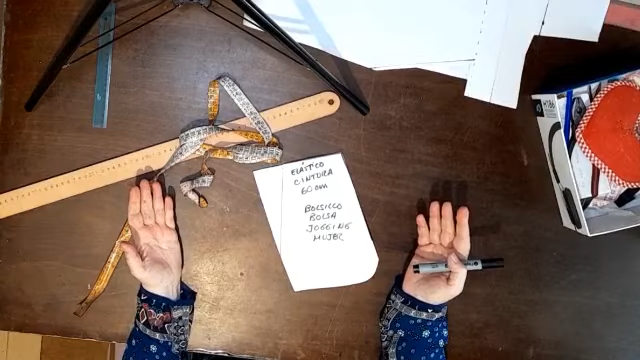 ELÁSTICO
CINTURA
60 cm
BOLSILLO
BOLSA
JOGGING
MUJER